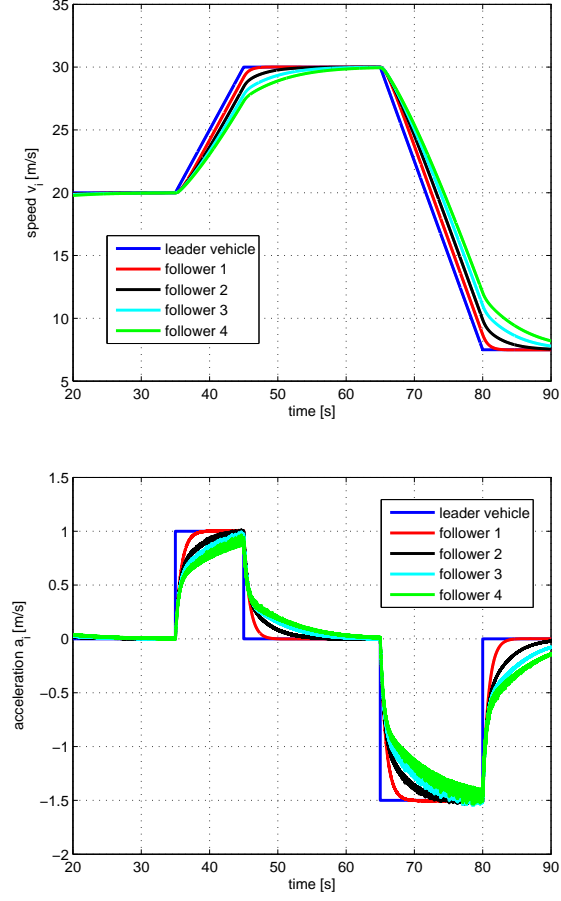 35
30
25
20
15
10
5
speed v_i [m/s]
leader vehicle
follower 1
follower 2
follower 3
follower 4
20 30 40 50 60 70 80 90
time [s]
1.5
1
0.5
0
−0.5
−1
−1.5
−2
acceleration a_i [m/s]
leader vehicle
follower 1
follower 2
follower 3
follower 4
20 30 40 50 60 70 80 90
time [s]